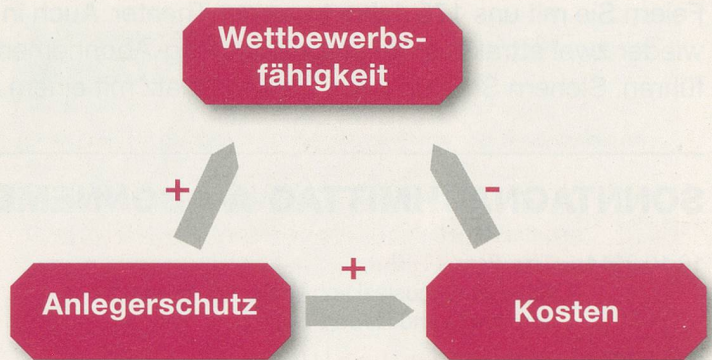 Wettbewerbs-
fähigkeit
+
-
+
Anlegerschutz
Kosten